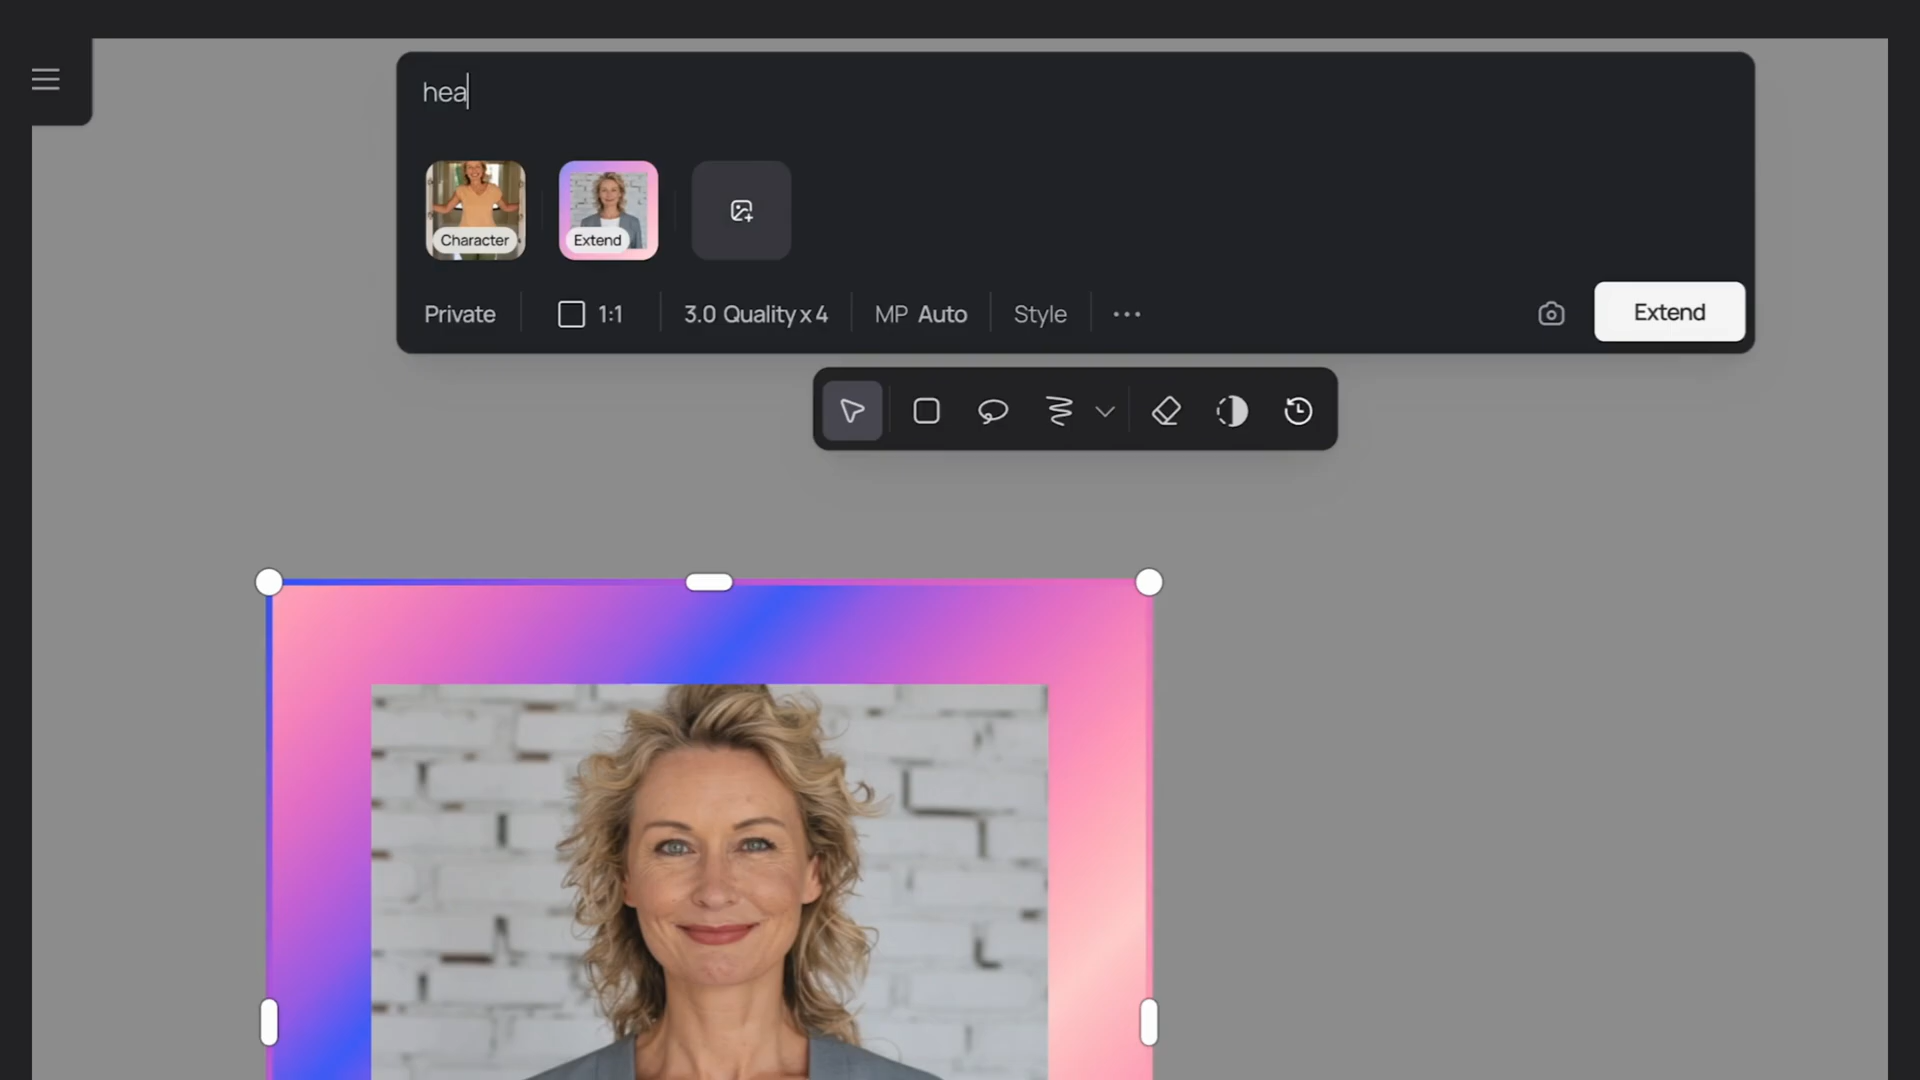 hea
Character
Extend
Private
1:1
3.0 Quality x 4
MP Auto
Style
Extend